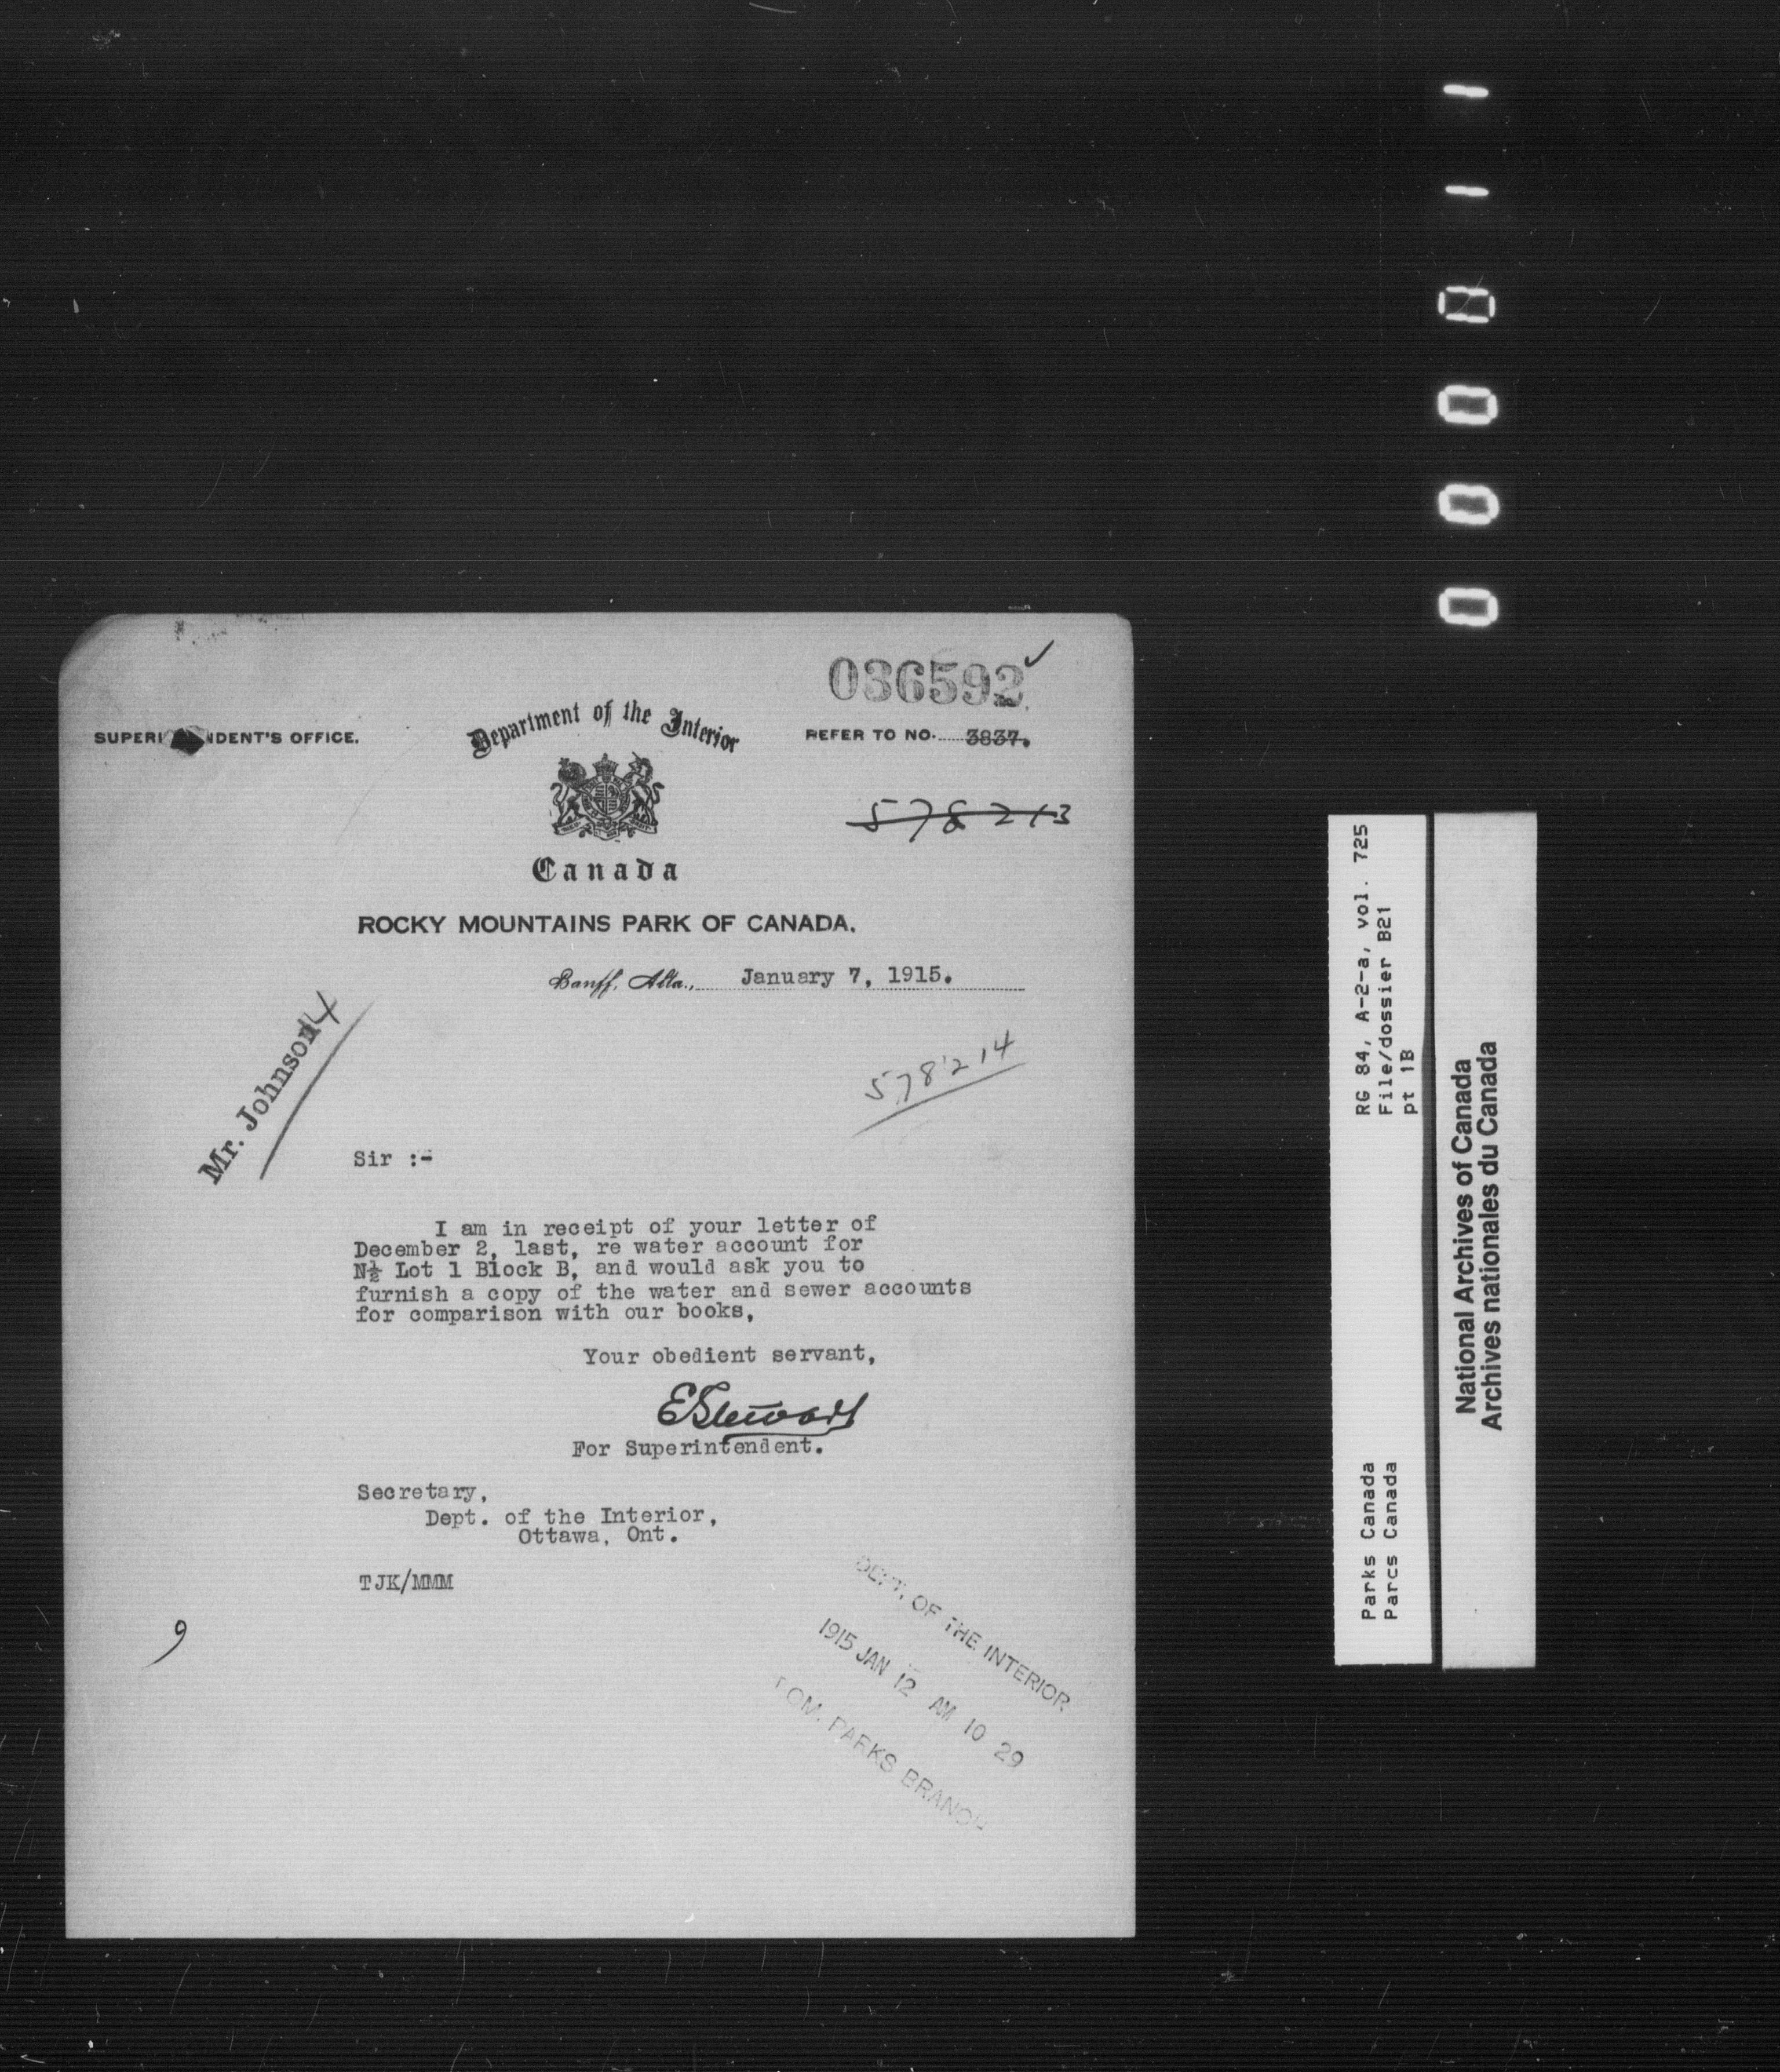 036592
SUPERI NDENT'S OFFICE.
Department of the Interior
REFER TO NO. 3837.
578213
Canada
ROCKY MOUNTAINS PARK OF CANADA.
Banff, Alta., January 7, 1915.
Mr. Johnson 4
578214
Sir :-
I am in receipt of your letter of
December 2, last, re water account for
N½ Lot 1 Block B, and would ask you to
furnish a copy of the water and sewer accounts
for comparison with our books,
Your obedient servant,
EStewart
For Superintendent.
Secretary,
Dept. of the Interior,
Ottawa, Ont.
TJK/MMM
9
DEPT. OF THE INTERIOR
1915 JAN 12 AM 10 29
DOM. PARKS BRANCH
000011
RG 84, A-2-a, vol. 725
File/dossier B21
pt 1B
Parks Canada
Parcs Canada
National Archives of Canada
Archives nationales du Canada